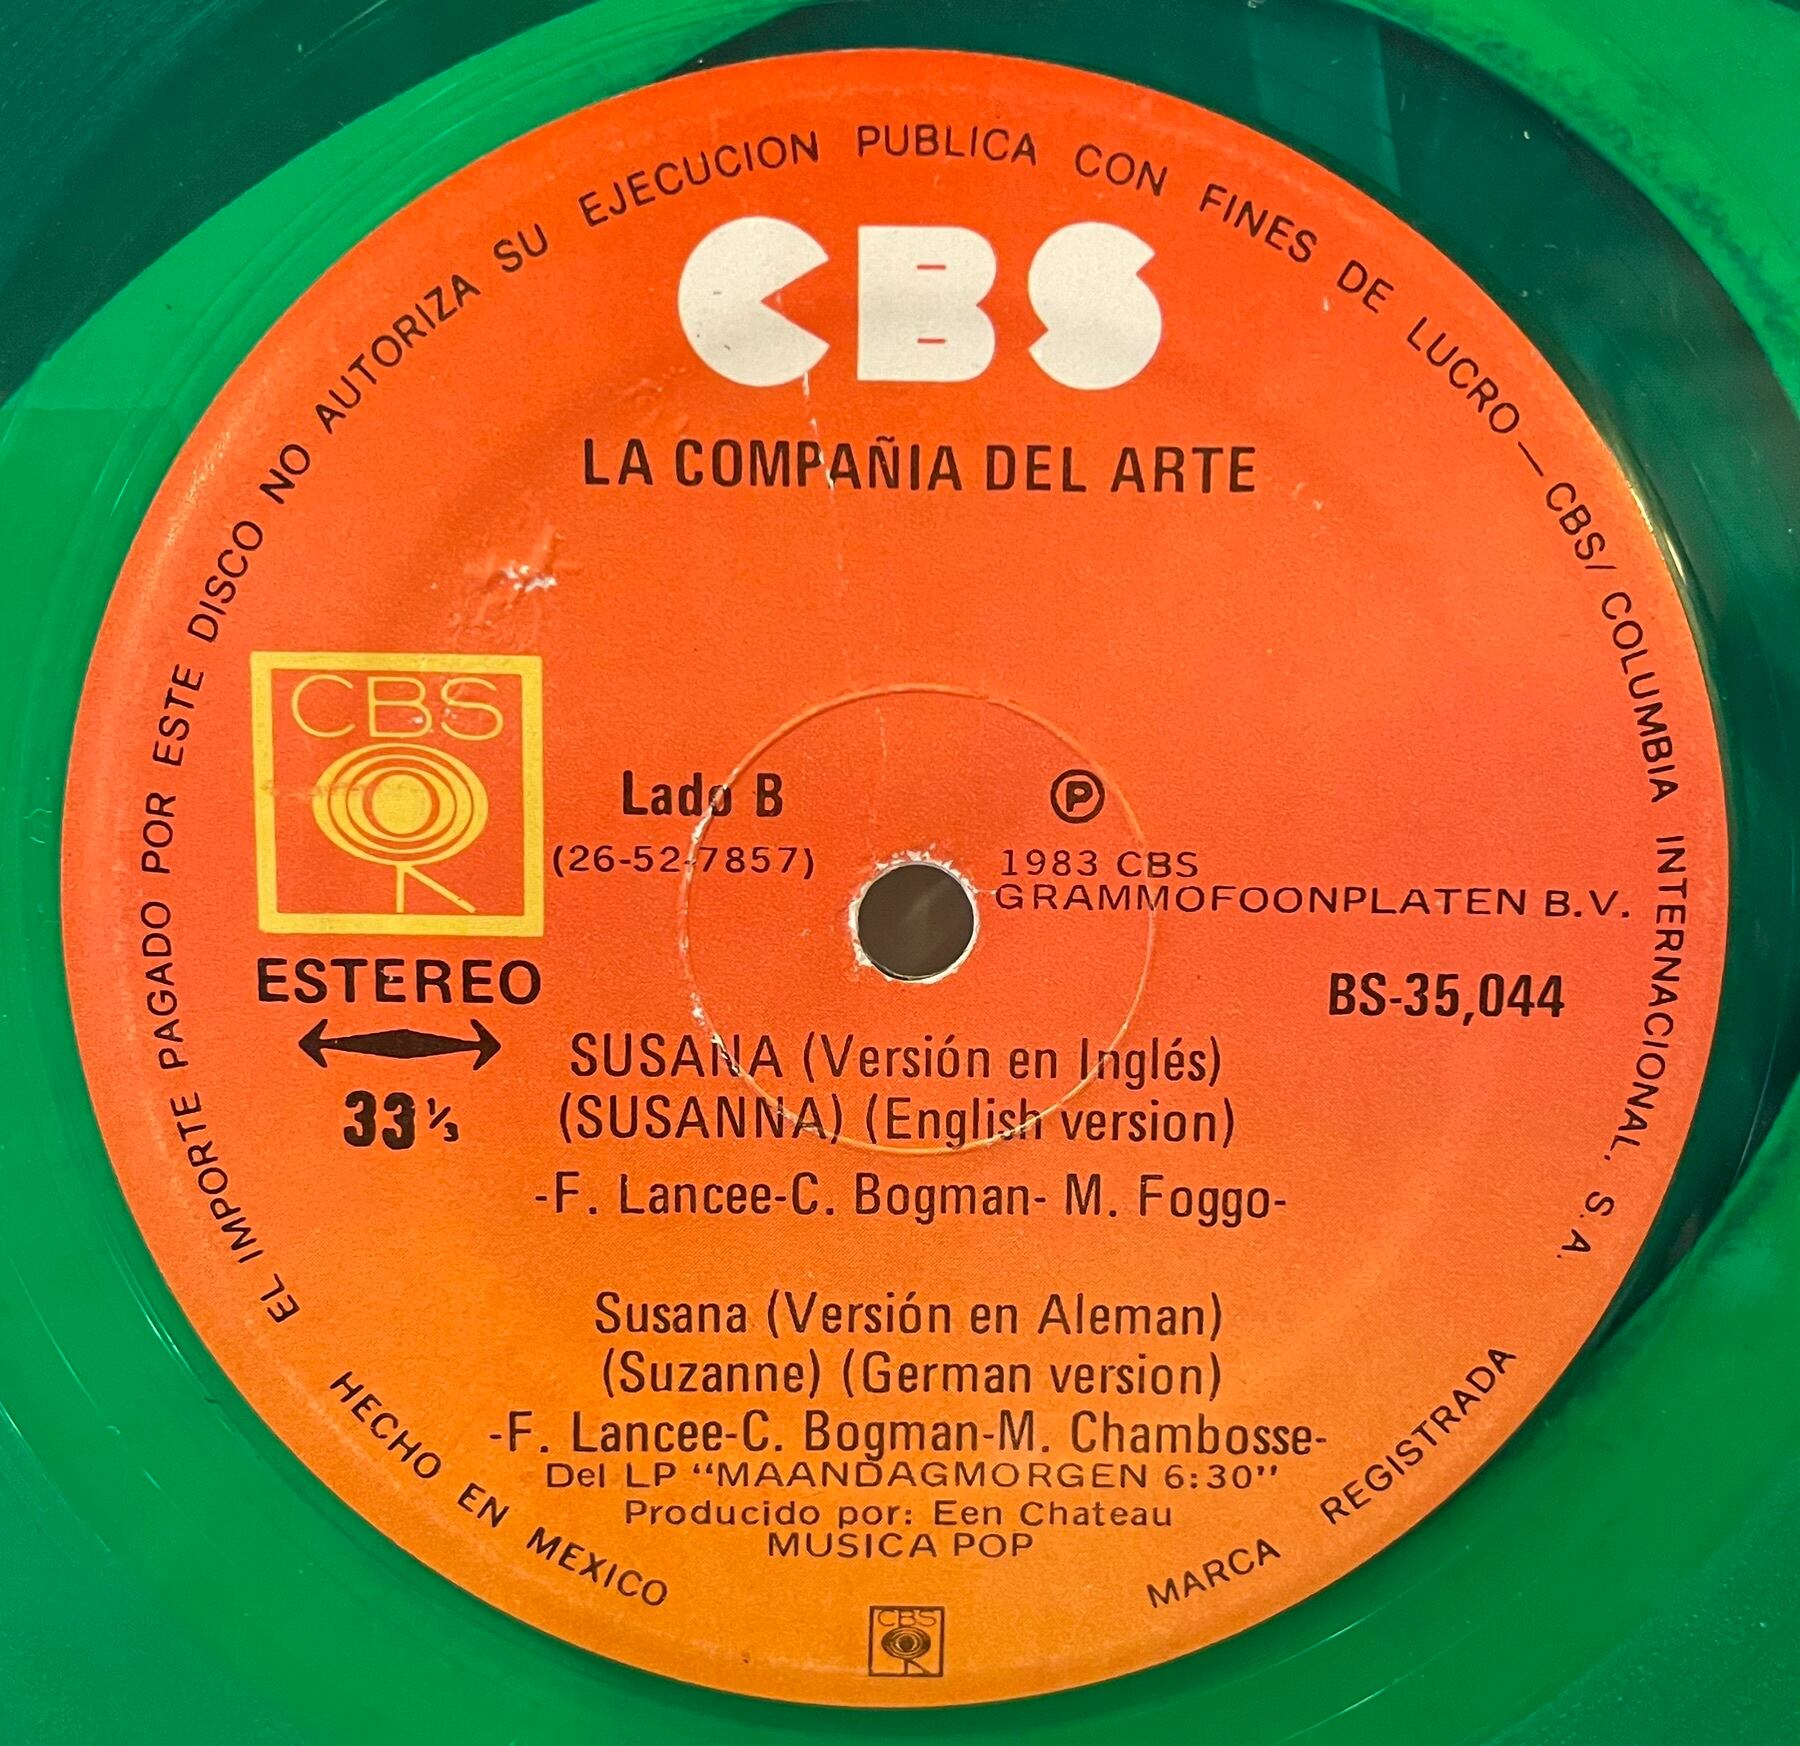 EL IMPORTE PAGADO POR ESTE DISCO NO AUTORIZA SU EJECUCION PUBLICA CON FINES DE LUCRO — CBS/ COLUMBIA INTERNACIONAL, S.A.
CBS
LA COMPAÑIA DEL ARTE
CBS
Lado B
(26-52-7857)
Ⓟ
1983 CBS
GRAMMOFOONPLATEN B.V.
ESTEREO
BS-35,044
33⅓
SUSANA (Versión en Inglés)
(SUSANNA) (English version)
-F. Lancee-C. Bogman- M. Foggo-
Susana (Versión en Aleman)
(Suzanne) (German version)
-F. Lancee-C. Bogman-M. Chambosse-
Del LP “MAANDAGMORGEN 6:30”
Producido por: Een Chateau
MUSICA POP
HECHO EN MEXICO
MARCA REGISTRADA
CBS